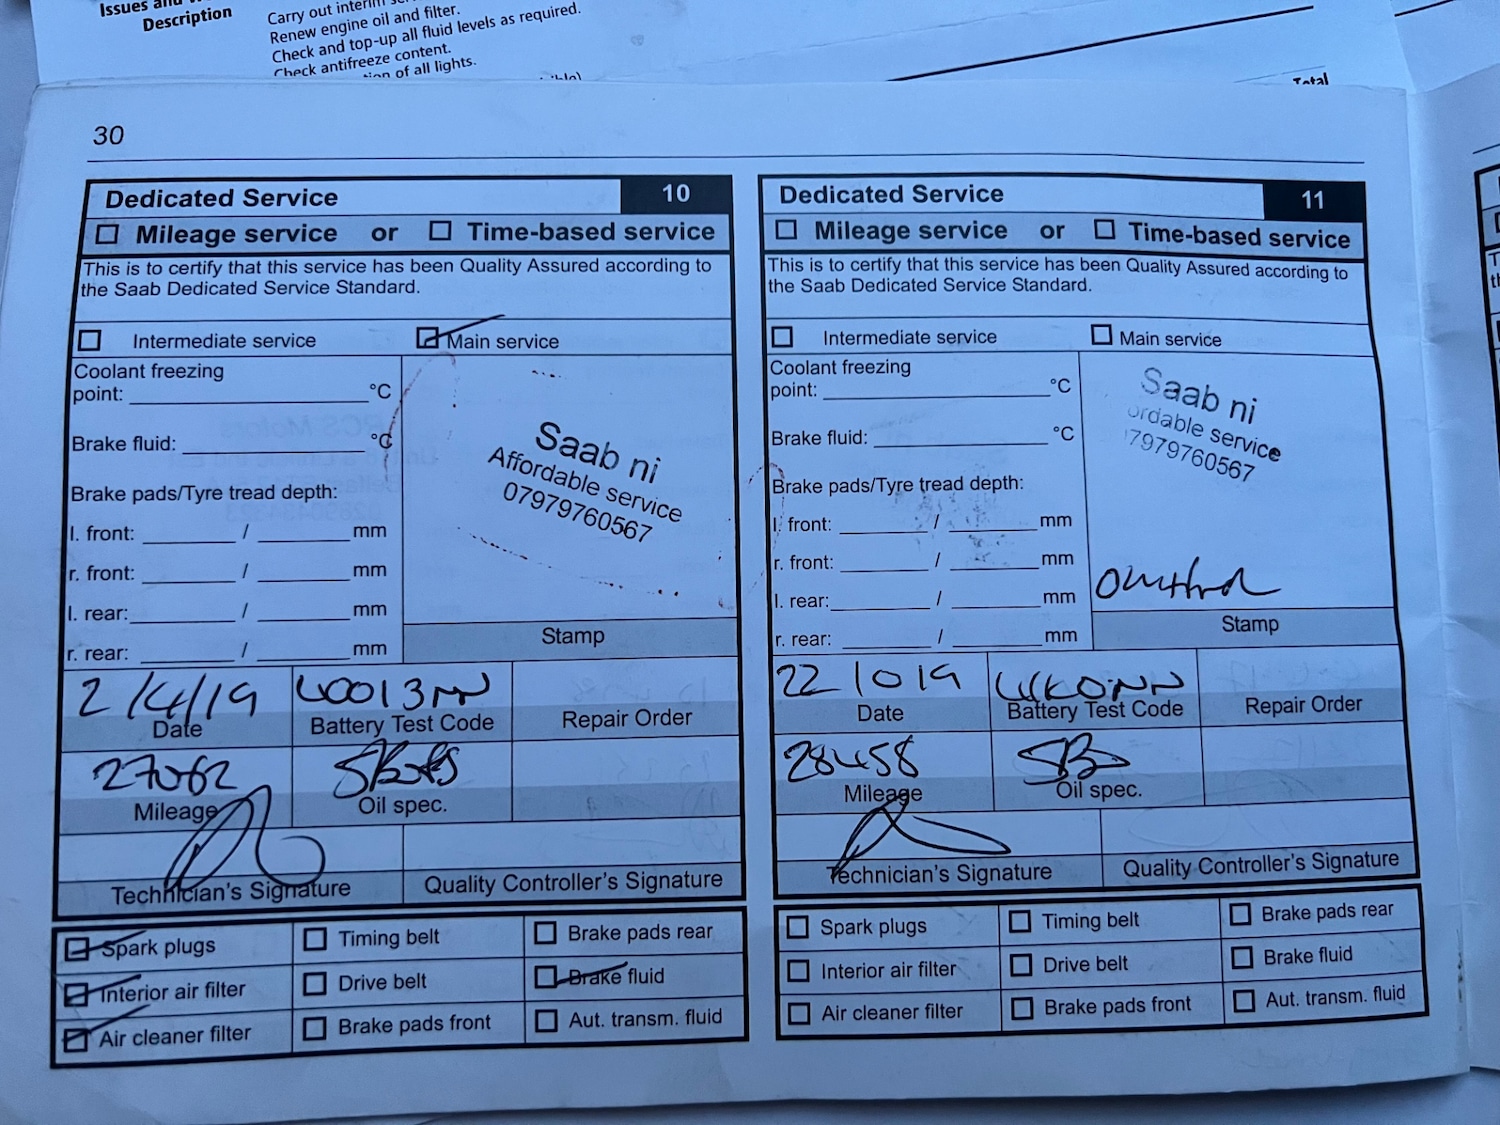 Issues and
Description
Carry out interim
Renew engine oil and filter.
Check and top-up all fluid levels as required.
Check antifreeze content.
of all lights.
Total
30
Dedicated Service 10
Mileage service or Time-based service
This is to certify that this service has been Quality Assured according to
the Saab Dedicated Service Standard.
Intermediate service Main service
Coolant freezing
point: °C
Brake fluid: °C
Brake pads/Tyre tread depth:
l. front: / mm
r. front: / mm
l. rear: / mm
r. rear: / mm
Saab ni
Affordable service
07979760567
Stamp
2/4/19
Date Battery Test Code Repair Order
27062
Mileage Oil spec.
Technician's Signature Quality Controller's Signature
Spark plugs Timing belt Brake pads rear
Interior air filter Drive belt Brake fluid
Air cleaner filter Brake pads front Aut. transm. fluid
Dedicated Service 11
Mileage service or Time-based service
This is to certify that this service has been Quality Assured according to
the Saab Dedicated Service Standard.
Intermediate service Main service
Coolant freezing
point: °C
Brake fluid: °C
Brake pads/Tyre tread depth:
l. front: / mm
r. front: / mm
l. rear: / mm
r. rear: / mm
Saab ni
ordable service
7979760567
Stamp
22 10 19
Date Battery Test Code Repair Order
28458
Mileage Oil spec.
Technician's Signature Quality Controller's Signature
Spark plugs Timing belt Brake pads rear
Interior air filter Drive belt Brake fluid
Air cleaner filter Brake pads front Aut. transm. fluid